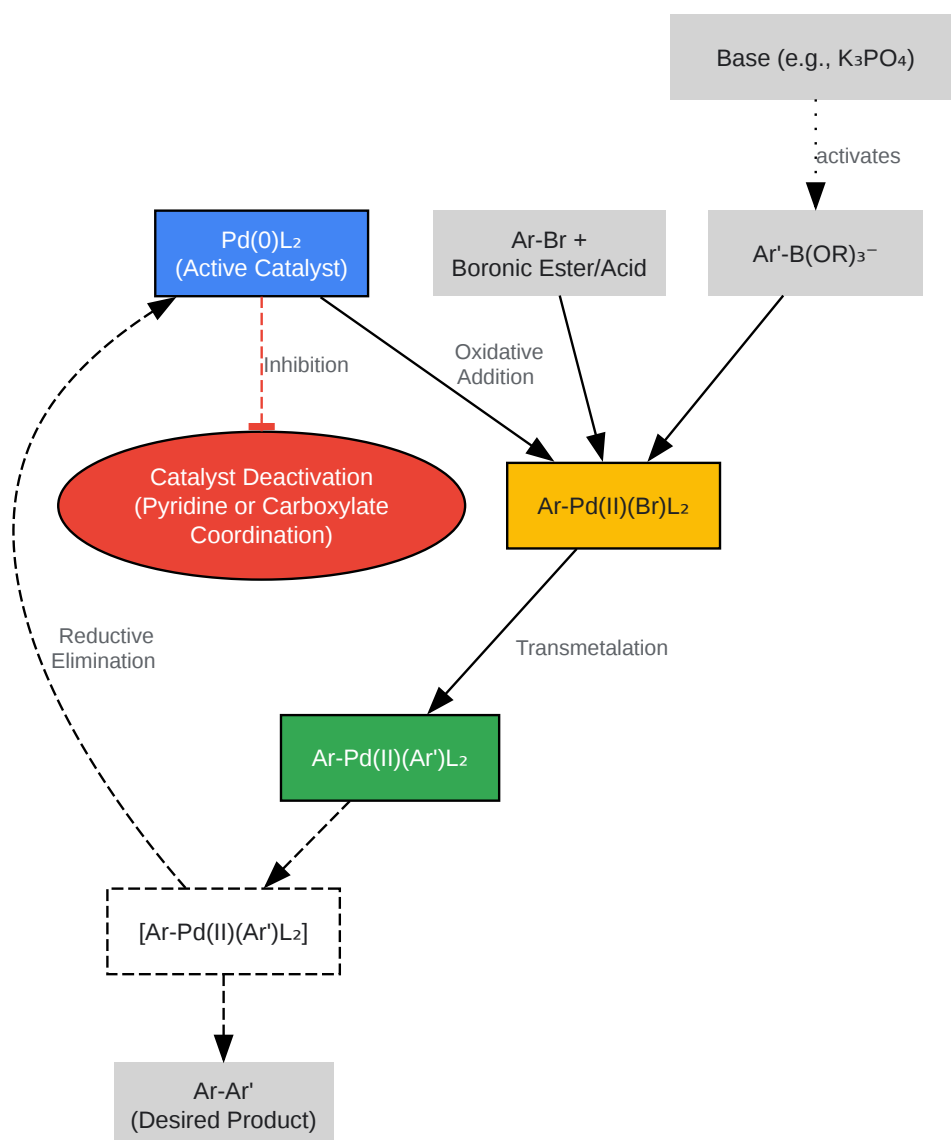 Base (e.g., K₃PO₄)
activates
Pd(0)L₂
(Active Catalyst)
Ar-Br +
Boronic Ester/Acid
Ar'-B(OR)₃⁻
Inhibition
Oxidative
Addition
Catalyst Deactivation
(Pyridine or Carboxylate
Coordination)
Ar-Pd(II)(Br)L₂
Reductive
Elimination
Transmetalation
Ar-Pd(II)(Ar')L₂
[Ar-Pd(II)(Ar')L₂]
Ar-Ar'
(Desired Product)